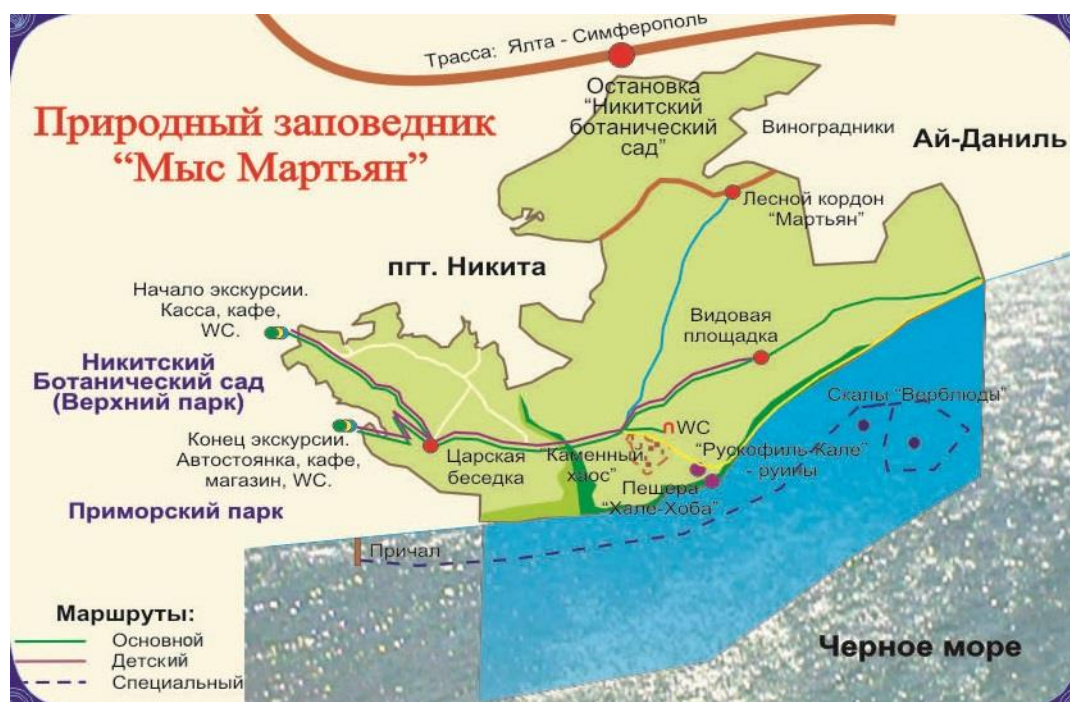 Трасса: Ялта - Симферополь
Природный заповедник
“Мыс Мартьян”
Остановка
“Никитский
ботанический
сад”
Виноградники
Ай-Даниль
Лесной кордон
“Мартьян”
пгт. Никита
Начало экскурсии.
Касса, кафе,
WC.
Видовая
площадка
Никитский
Ботанический сад
(Верхний парк)
Скалы “Верблюды”
Конец экскурсии.
Автостоянка, кафе,
магазин, WC.
Царская
беседка
Каменный
хаос”
WC
“Рускофиль-Кале”
- руины
Пещера
“Хале-Хоба”
Приморский парк
Причал
Маршруты:
Основной
Детский
Специальный
Черное море